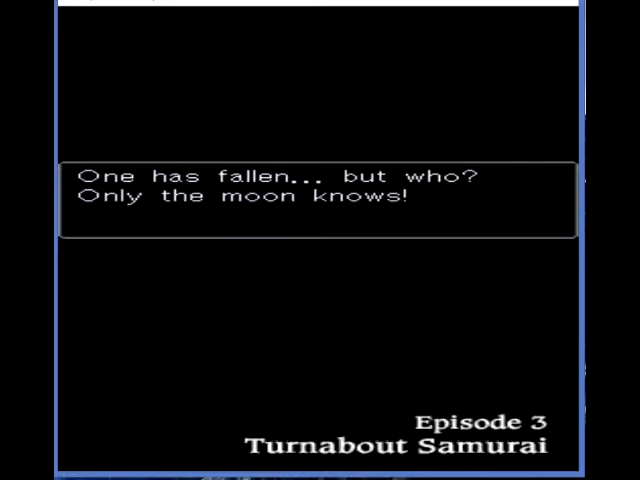 One has fallen... but who?
Only the moon knows!
Episode 3
Turnabout Samurai